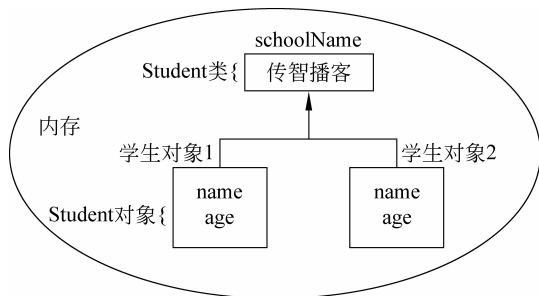 schoolName
Student类{
传智播客
内存
学生对象1
学生对象2
Student对象{
name
age
name
age